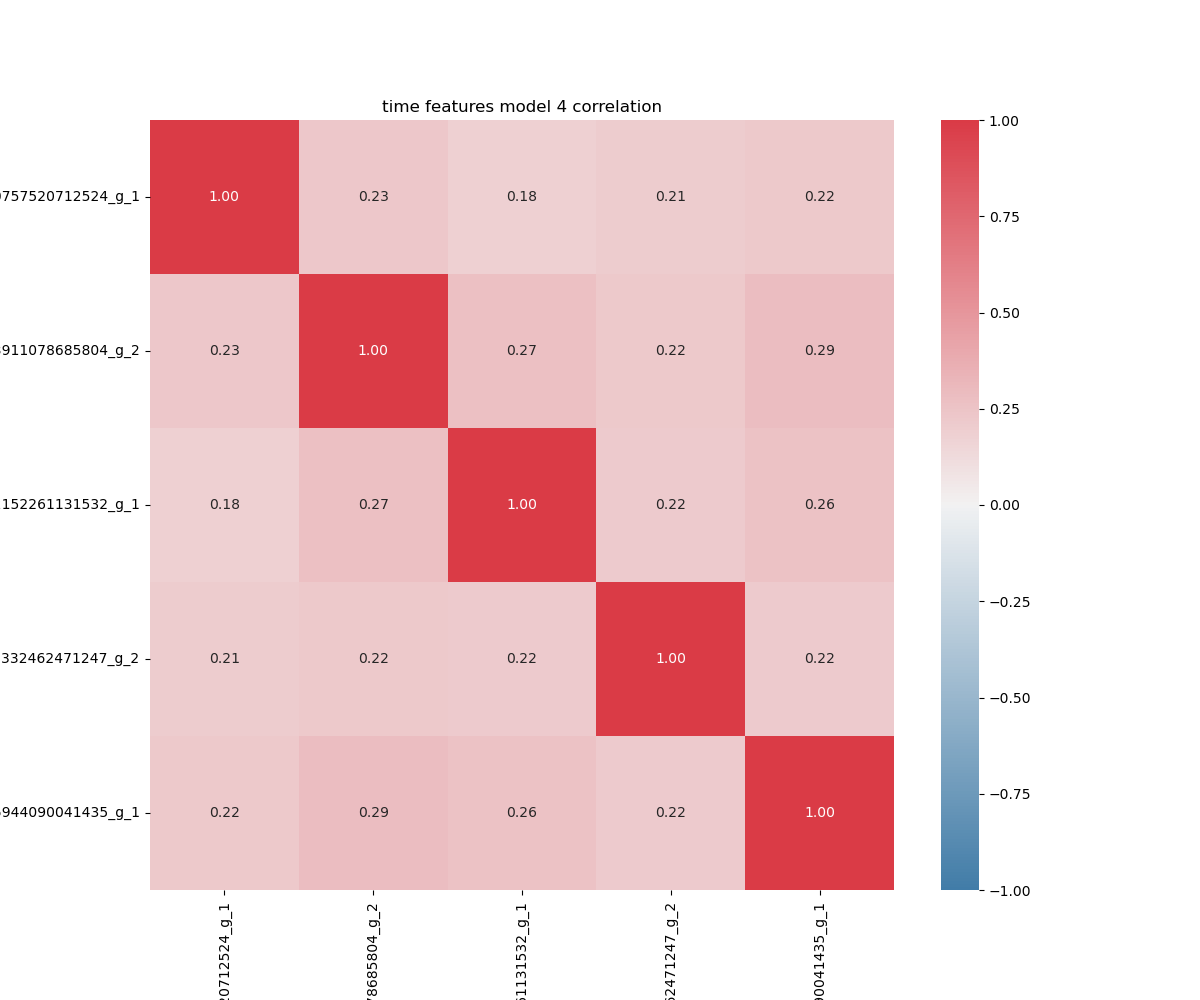 time features model 4 correlation
757520712524_g_1
1.00 0.23 0.18 0.21 0.22
911078685804_g_2
0.23 1.00 0.27 0.22 0.29
152261131532_g_1
0.18 0.27 1.00 0.22 0.26
332462471247_g_2
0.21 0.22 0.22 1.00 0.22
944090041435_g_1
0.22 0.29 0.26 0.22 1.00
20712524_g_1
78685804_g_2
61131532_g_1
62471247_g_2
90041435_g_1
1.00
0.75
0.50
0.25
0.00
−0.25
−0.50
−0.75
−1.00